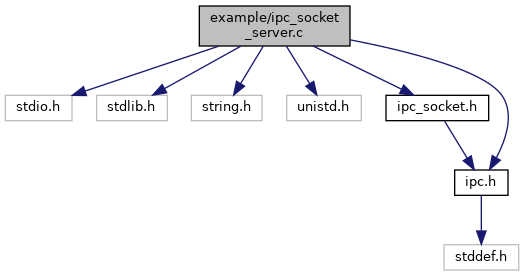 example/ipc_socket
_server.c
stdio.h
stdlib.h
string.h
unistd.h
ipc_socket.h
ipc.h
stddef.h